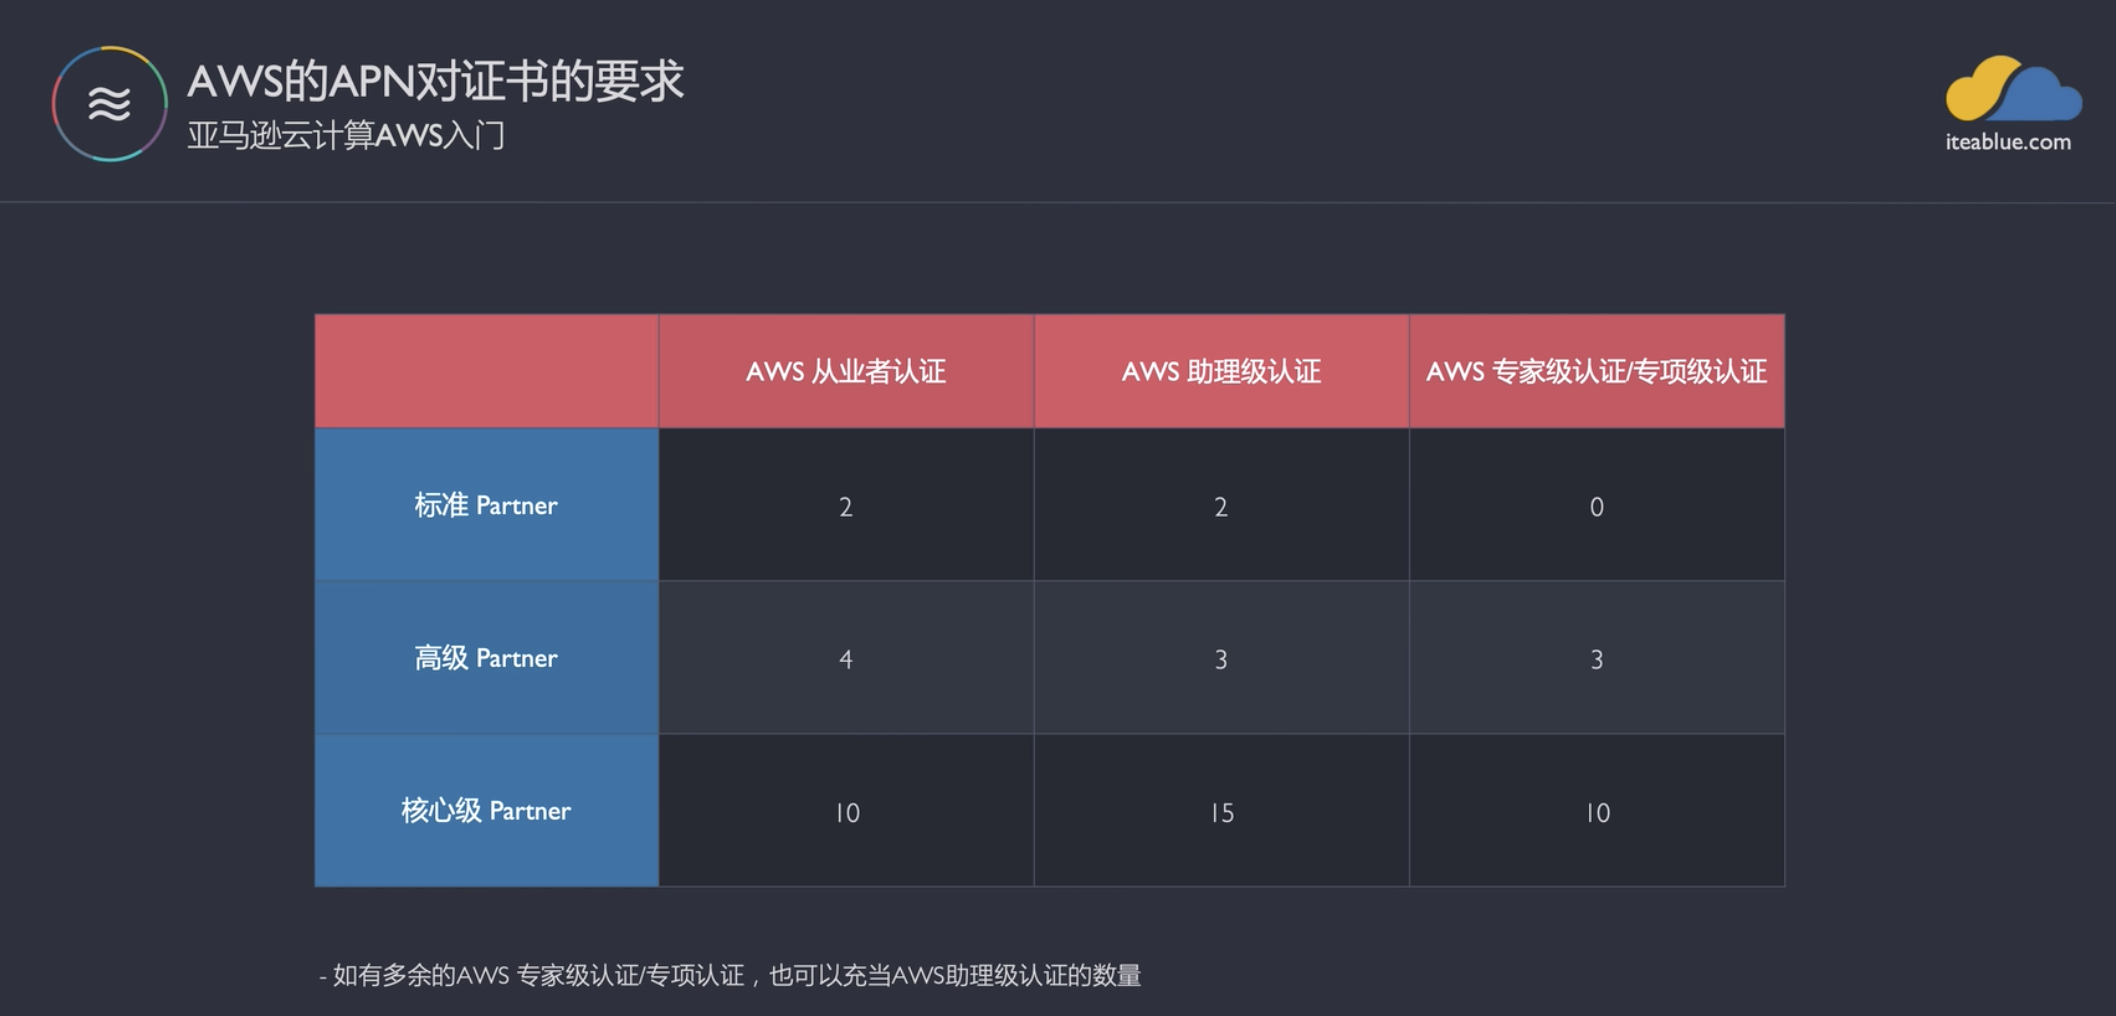 AWS的APN对证书的要求
亚马逊云计算AWS入门
iteablue.com
AWS 从业者认证 AWS 助理级认证 AWS 专家级认证/专项级认证
标准 Partner 2 2 0
高级 Partner 4 3 3
核心级 Partner 10 15 10
- 如有多余的AWS 专家级认证/专项认证，也可以充当AWS助理级认证的数量